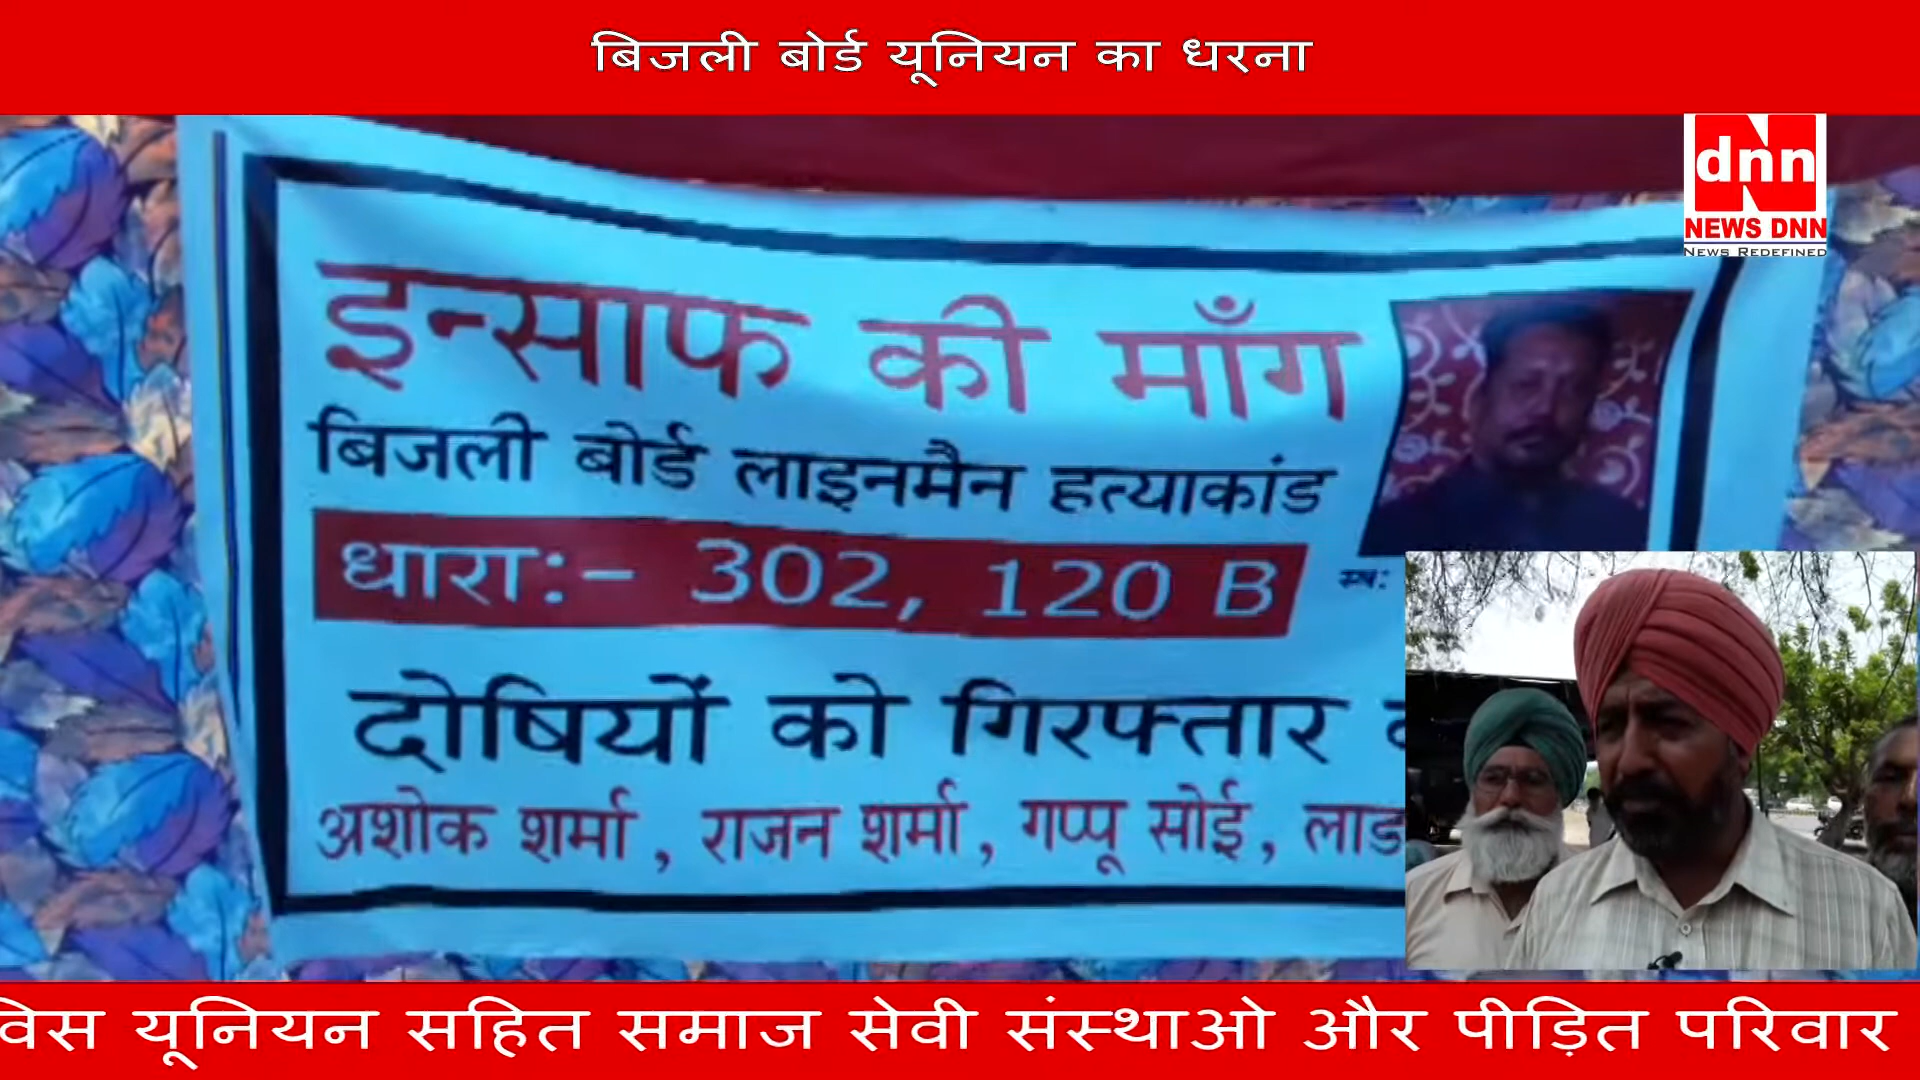 बिजली बोर्ड यूनियन का धरना
dnn
NEWS DNN
NEWS REDEFINED
इन्साफ की माँग
बिजली बोर्ड लाइनमैन हत्याकांड
धारा:- 302, 120 B
स्व:
दोषियों को गिरफ्तार
अशोक शर्मा, राजन शर्मा, गप्पू सोई, लाड
विस यूनियन सहित समाज सेवी संस्थाओ और पीड़ित परिवार